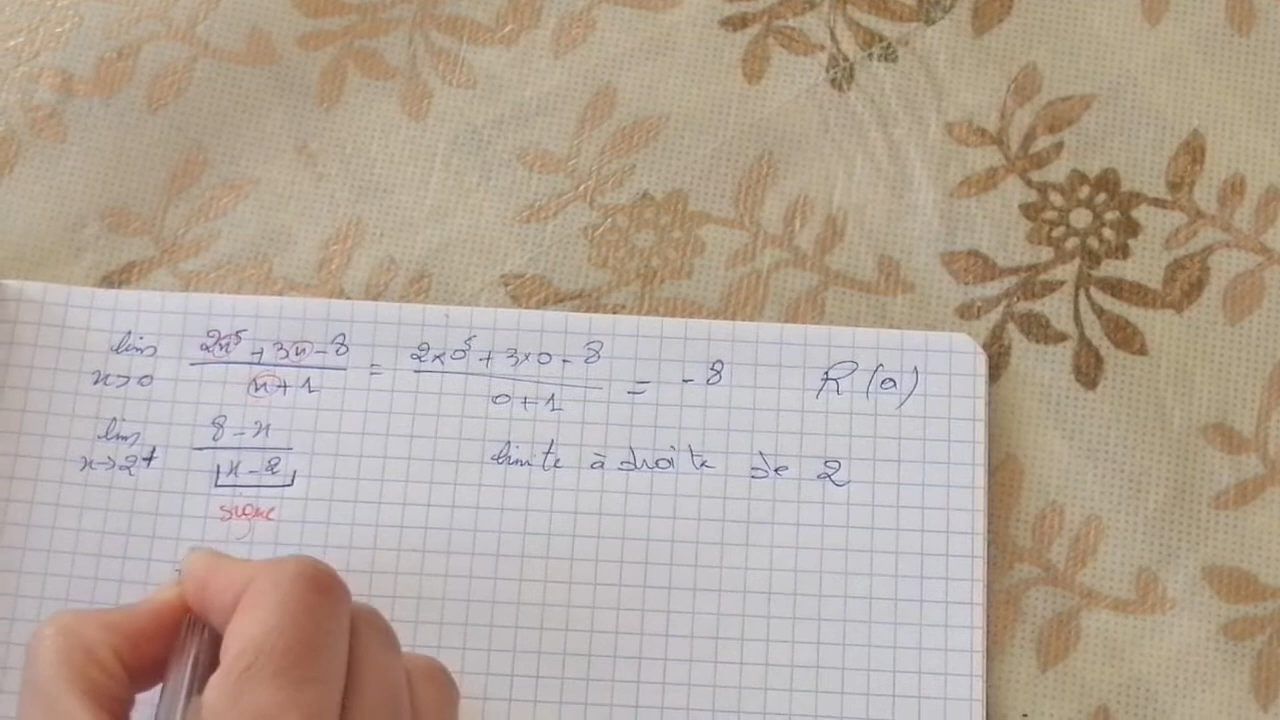 lim x→0 (2x⁵ + 3x - 8)/(x + 1) = (2×0⁵ + 3×0 - 8)/(0 + 1) = -8 R(a)
lim x→2⁺ (8 - x)/(x - 2) limite à droite de 2
signe